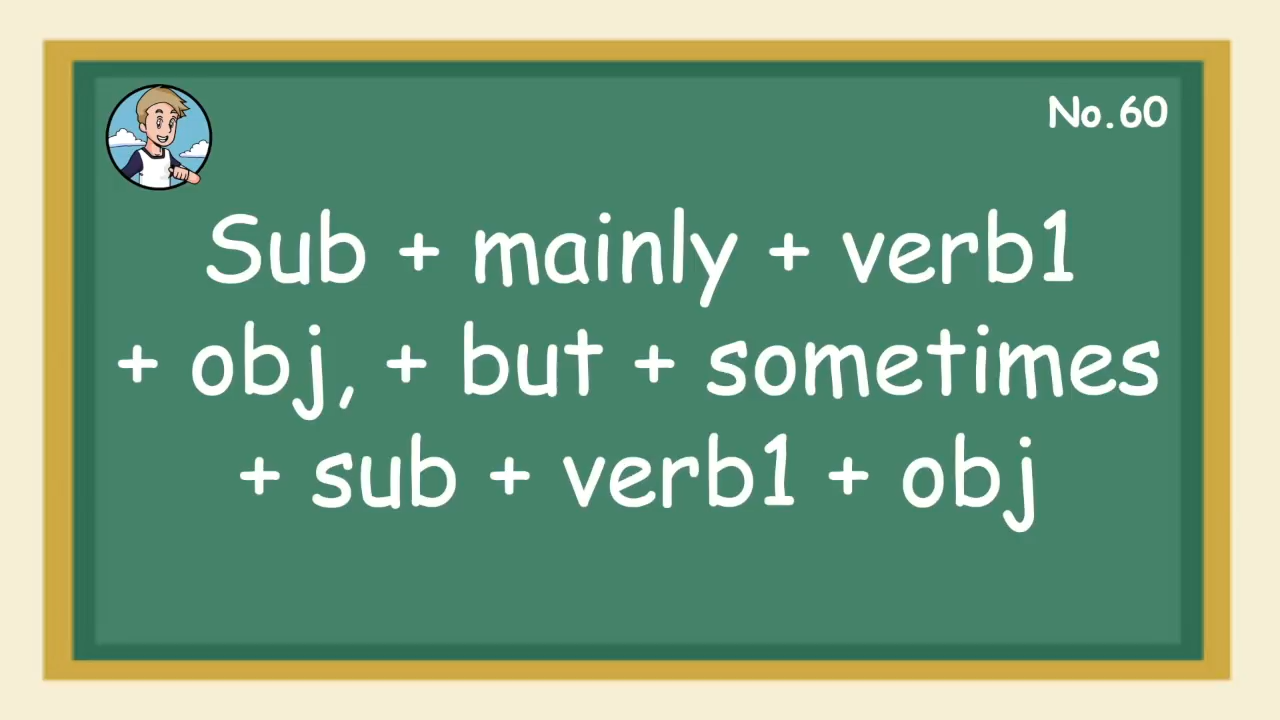 No.60
Sub + mainly + verb1
+ obj, + but + sometimes
+ sub + verb1 + obj